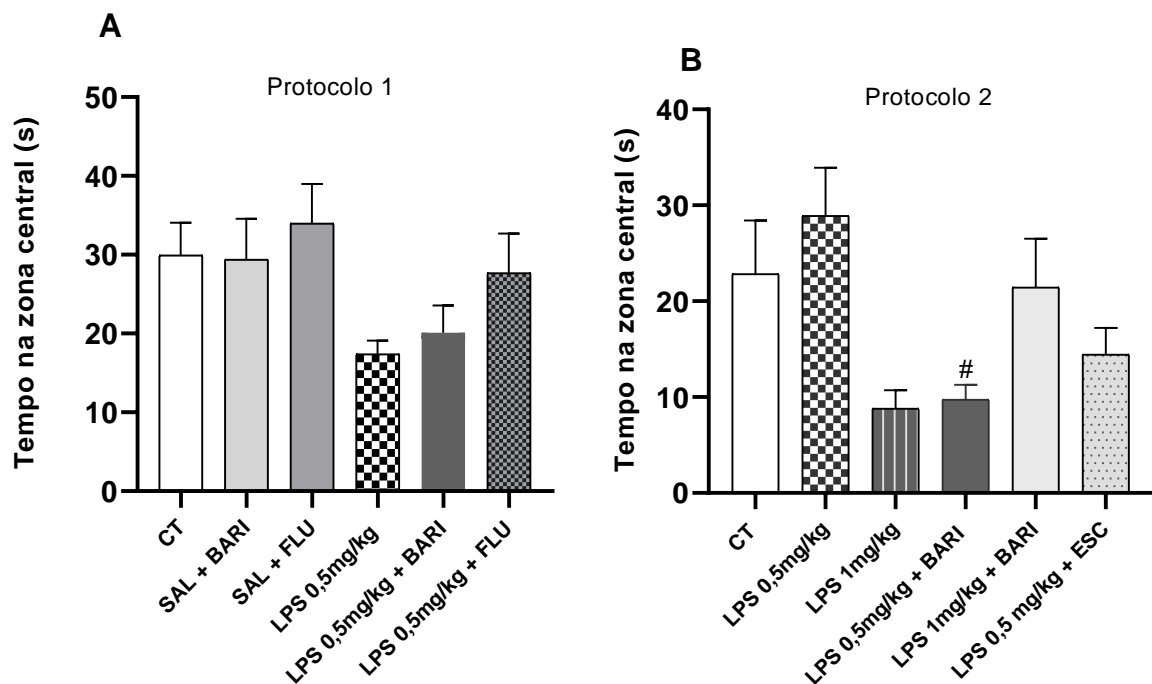 A
Protocolo 1
Tempo na zona central (s)
50
40
30
20
10
0
CT
SAL + BARI
SAL + FLU
LPS 0,5mg/kg
LPS 0,5mg/kg + BARI
LPS 0,5mg/kg + FLU
B
Protocolo 2
Tempo na zona central (s)
40
30
20
10
0
#
CT
LPS 0,5mg/kg
LPS 1mg/kg
LPS 0,5mg/kg + BARI
LPS 1mg/kg + BARI
LPS 0,5 mg/kg + ESC